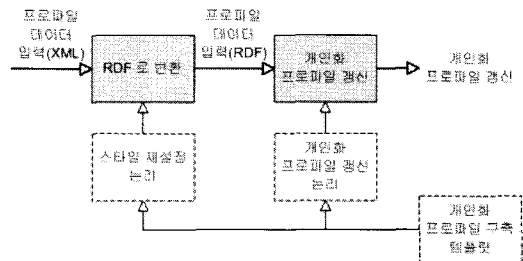 프로파일
데이터
입력(XML)
RDF 로 변환
프로파일
데이터
입력(RDF)
개인화
프로파일 갱신
개인화
프로파일 갱신
스타일 재설정
논리
개인화
프로파일 갱신
논리
개인화
프로파일 구축
템플릿